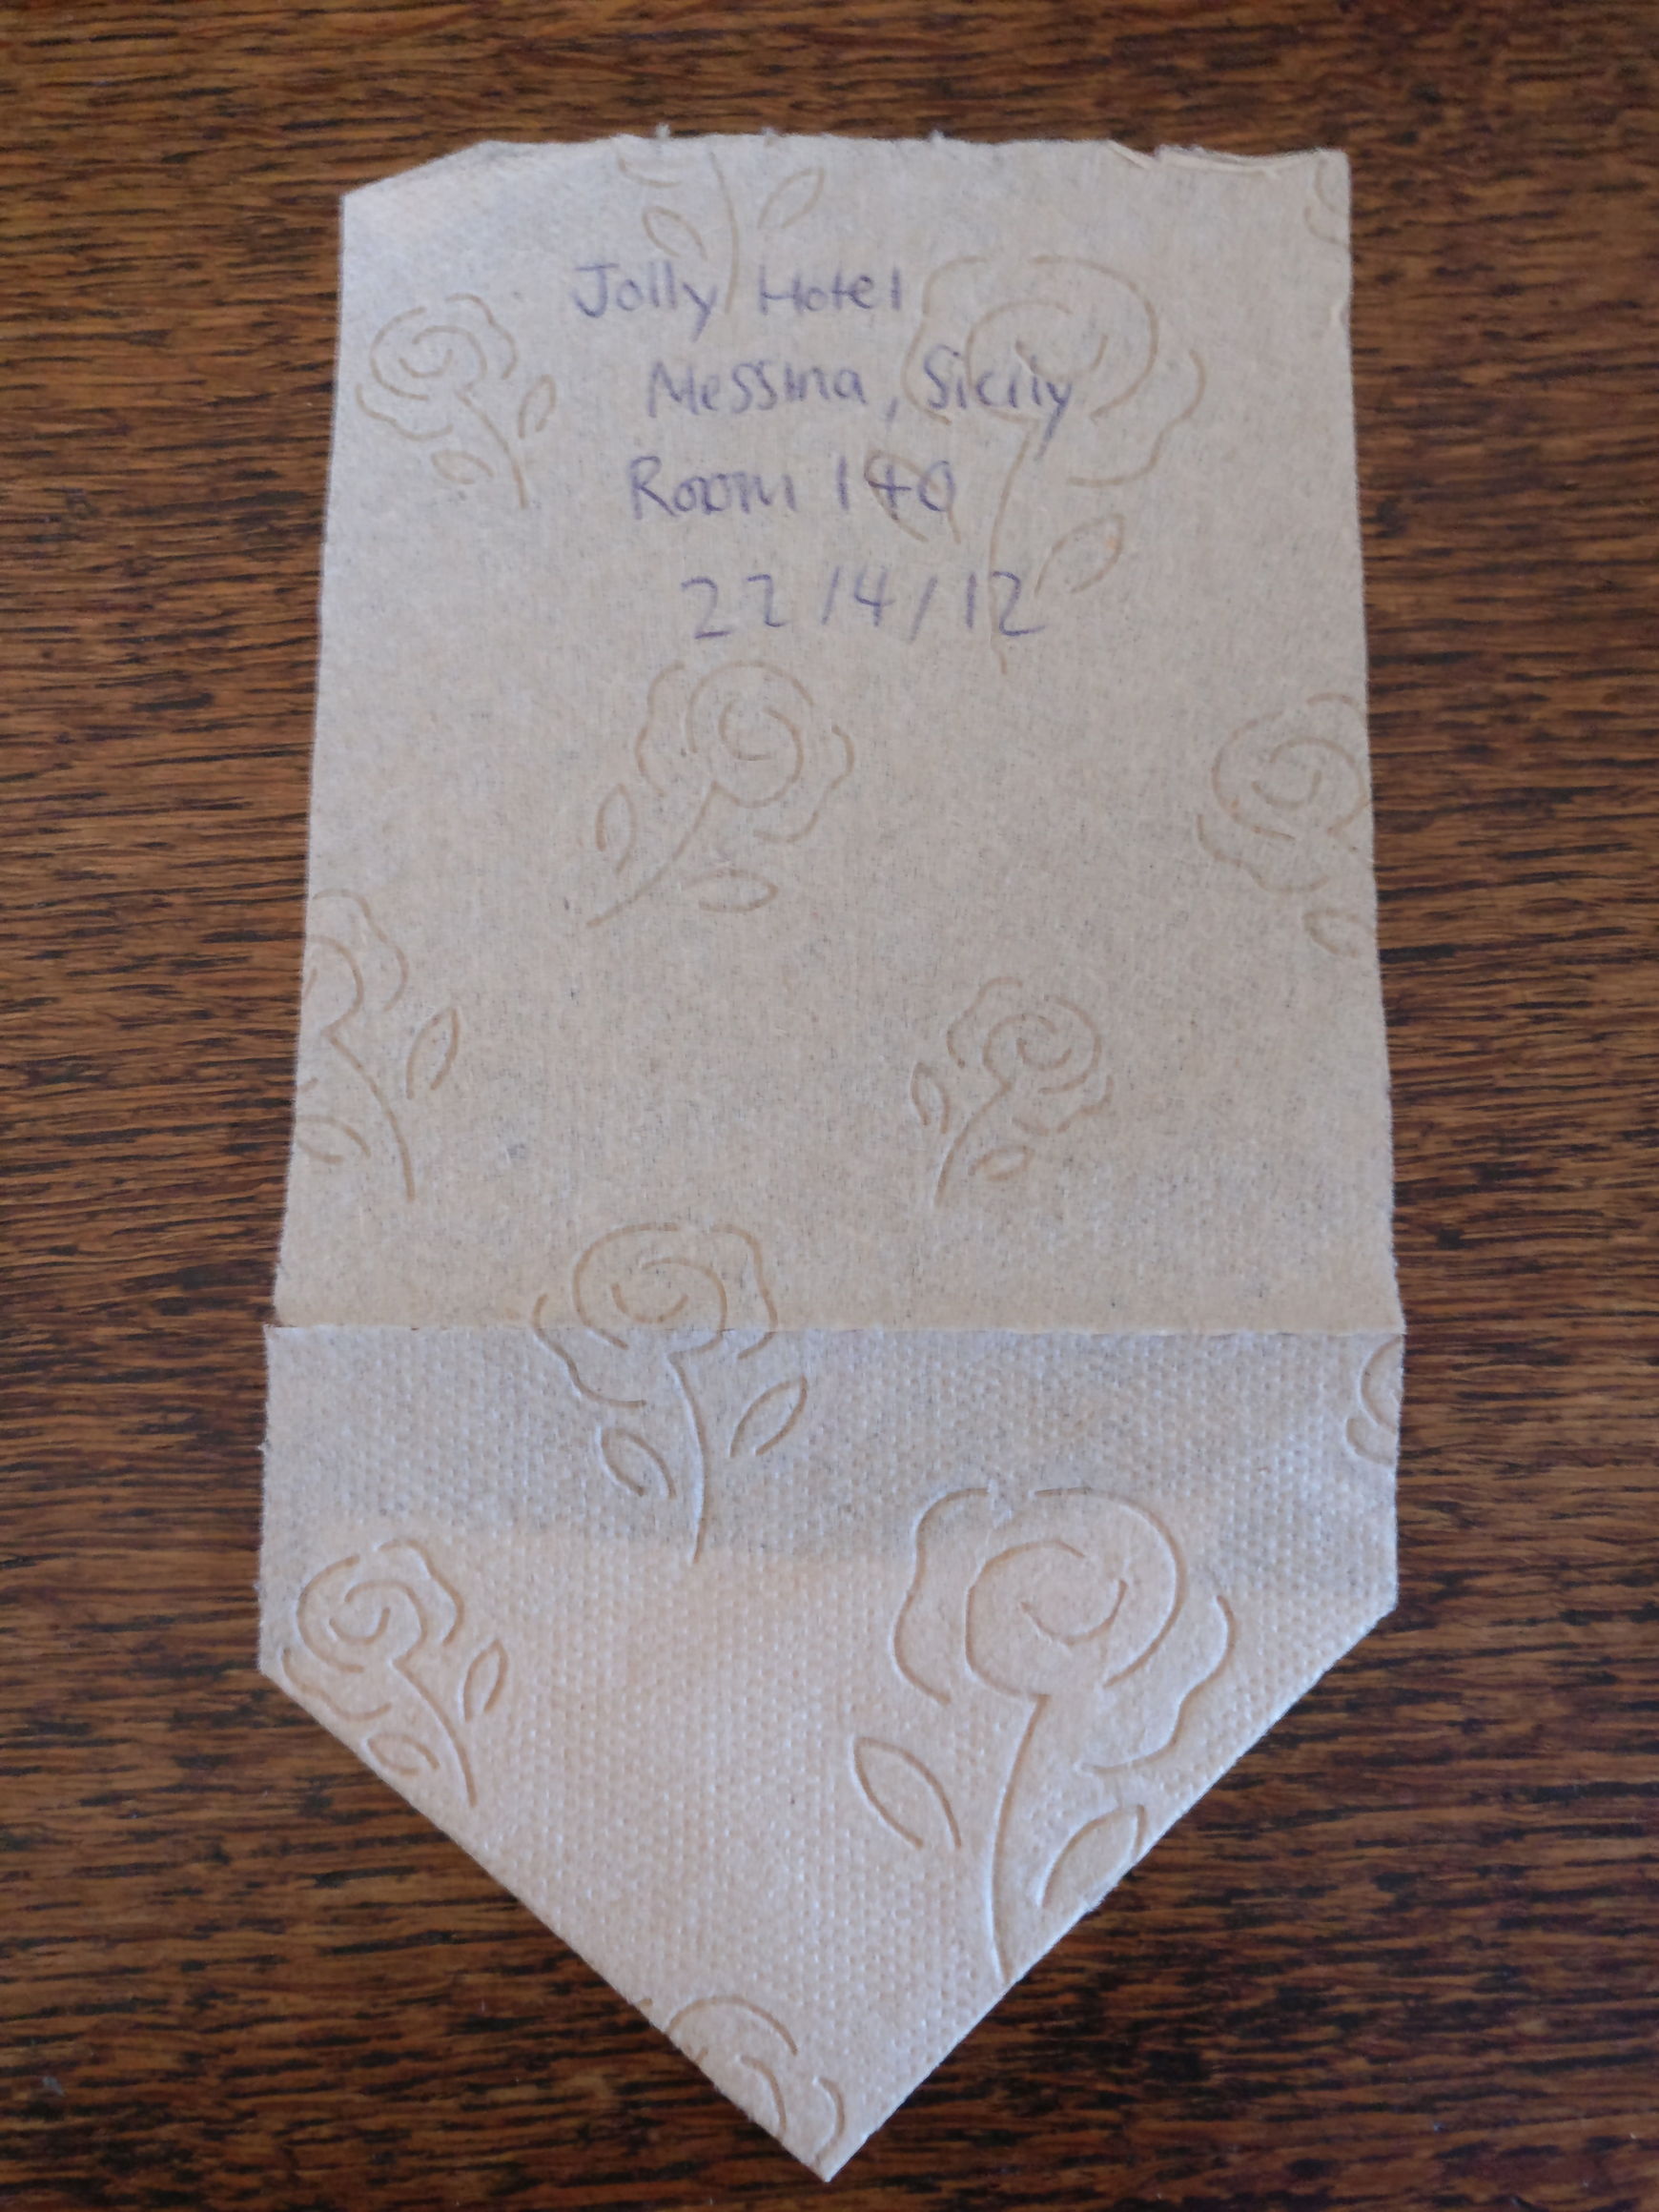 Jolly Hotel
Messina, Sicily
Room 140
22/4/12